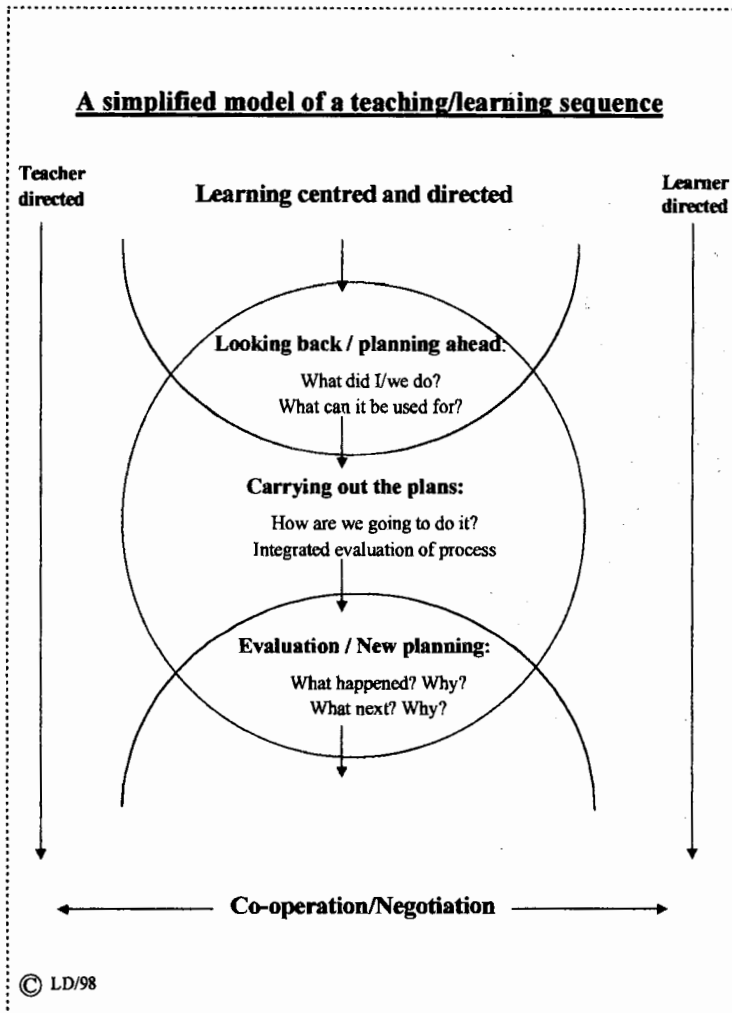 A simplified model of a teaching/learning sequence
Teacher
directed
Learning centred and directed
Learner
directed
Looking back / planning ahead:
What did I/we do?
What can it be used for?
Carrying out the plans:
How are we going to do it?
Integrated evaluation of process
Evaluation / New planning:
What happened? Why?
What next? Why?
Co-operation/Negotiation
© LD/98